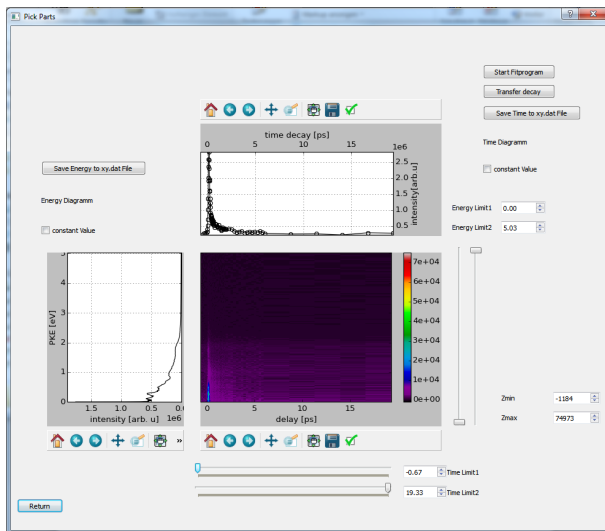 Pick Parts
Start Fitprogram
Transfer decay
Save Time to xy.dat File
time decay [ps]
0 5 10 15 1e6
2.5
2.0
1.5
1.0
0.5
intensity[arb.u]
Time Diagramm
constant Value
Save Energy to xy.dat File
Energy Diagramm
constant Value
Energy Limit1 0.00
Energy Limit2 5.03
5
4
3
2
1
0
PKE [eV]
1.5 1.0 0.5 0.0
intensity [arb. u] 1e6
7e+04
6e+04
5e+04
4e+04
3e+04
2e+04
1e+04
0e+00
0 5 10 15
delay [ps]
Zmin -1184
Zmax 74973
»
-0.67 Time Limit1
19.33 Time Limit2
Return